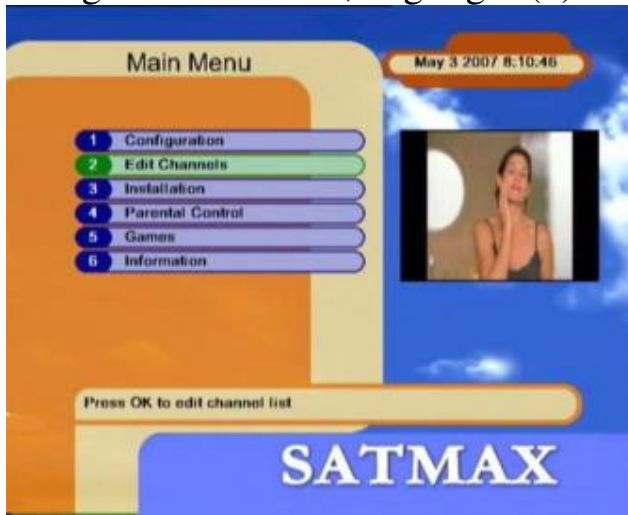 Main Menu
May 3 2007 8:10:46
1 Configuration
2 Edit Channels
3 Installation
4 Parental Control
5 Games
6 Information
Press OK to edit channel list
SATMAX